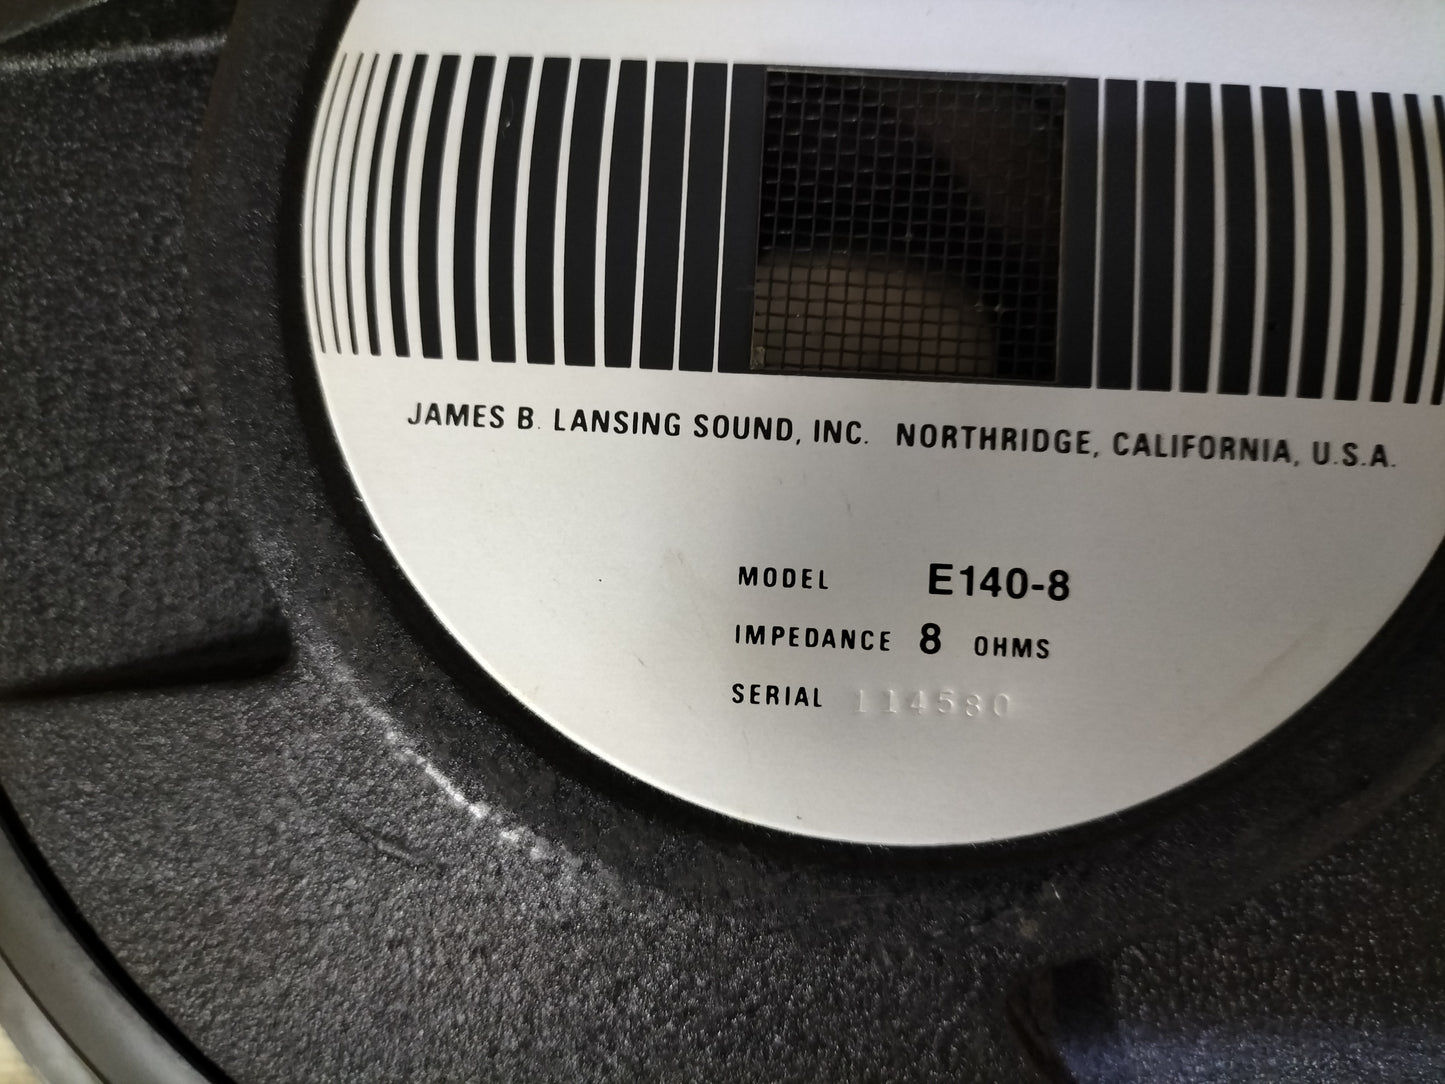 JAMES B. LANSING SOUND, INC. NORTHRIDGE, CALIFORNIA, U.S.A.
MODEL E140-8
IMPEDANCE 8 OHMS
SERIAL 114580